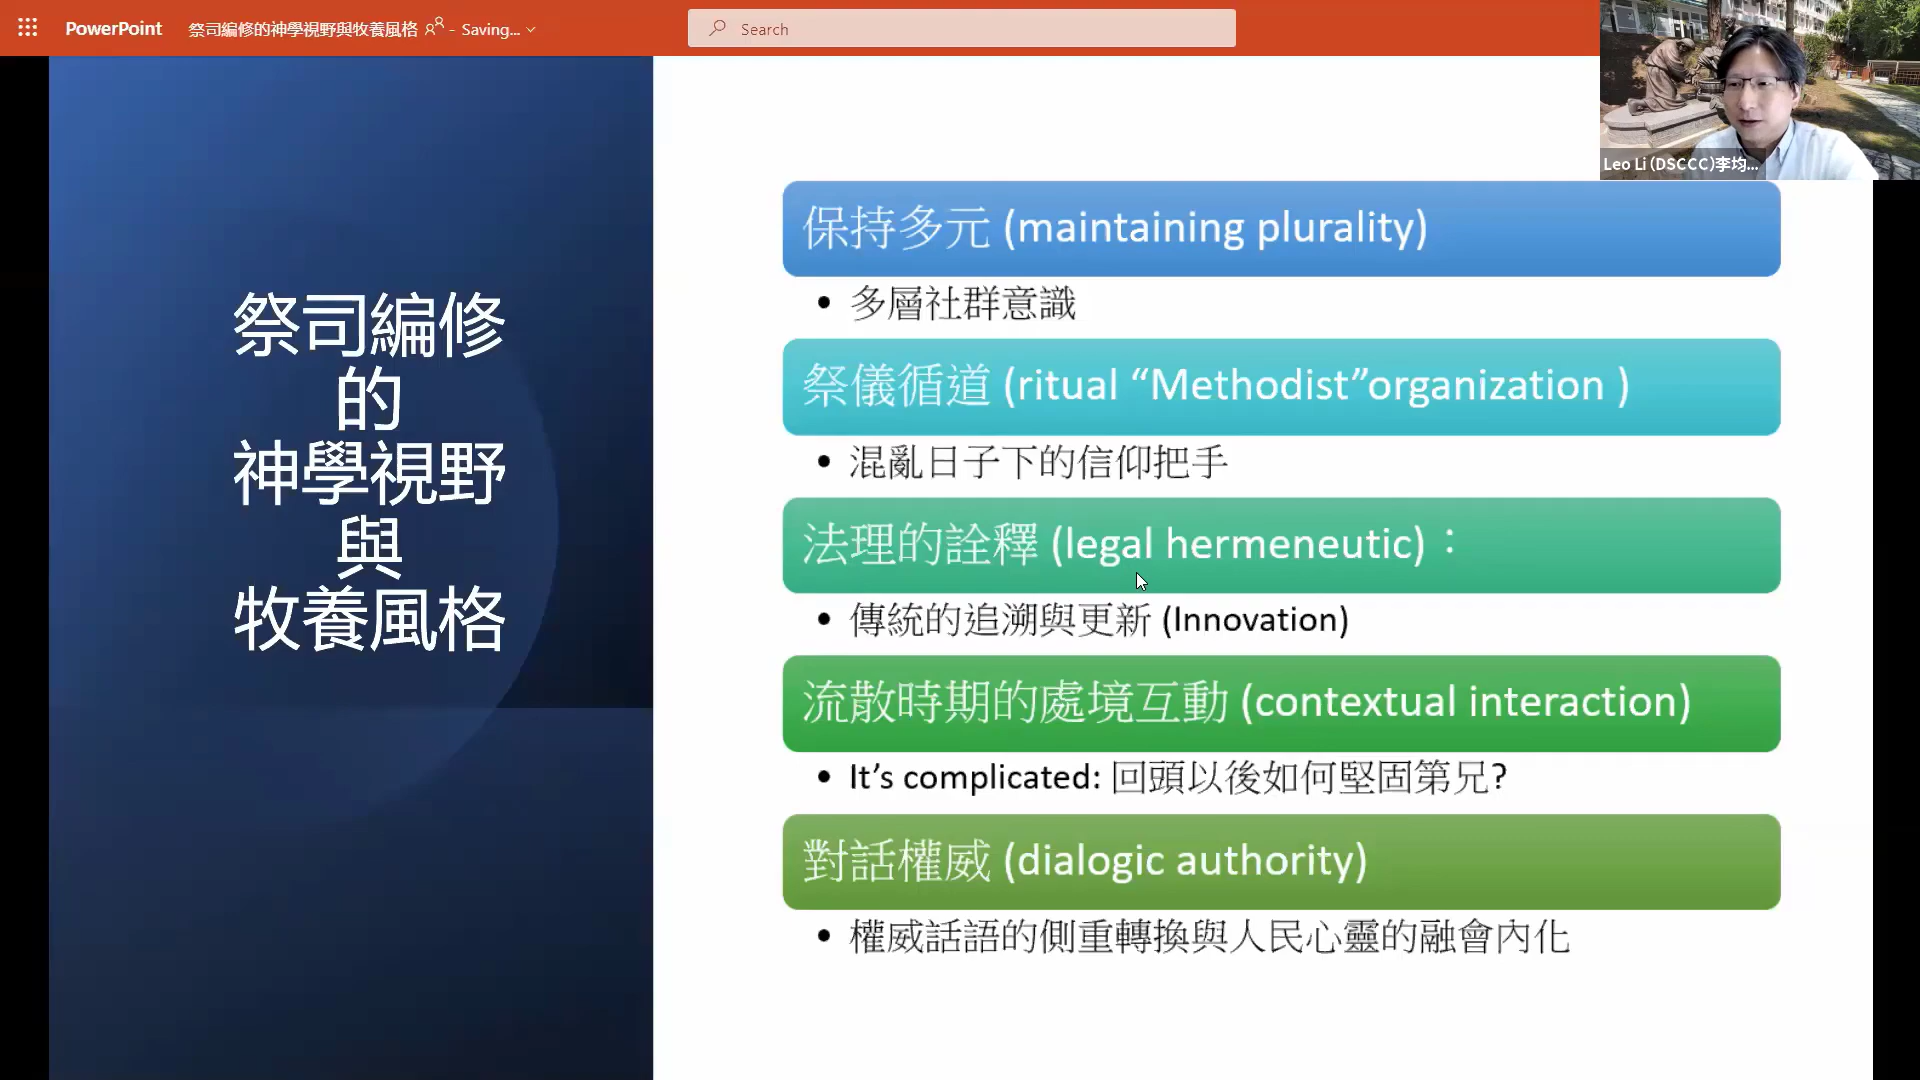 PowerPoint
祭司編修的神學視野與牧養風格 - Saving...
Search
Leo Li (DSCCC)李均...
祭司編修
的
神學視野
與
牧養風格
保持多元 (maintaining plurality)
• 多層社群意識
祭儀循道 (ritual “Methodist”organization )
• 混亂日子下的信仰把手
法理的詮釋 (legal hermeneutic)：
• 傳統的追溯與更新 (Innovation)
流散時期的處境互動 (contextual interaction)
• It’s complicated: 回頭以後如何堅固第兄?
對話權威 (dialogic authority)
• 權威話語的側重轉換與人民心靈的融會內化